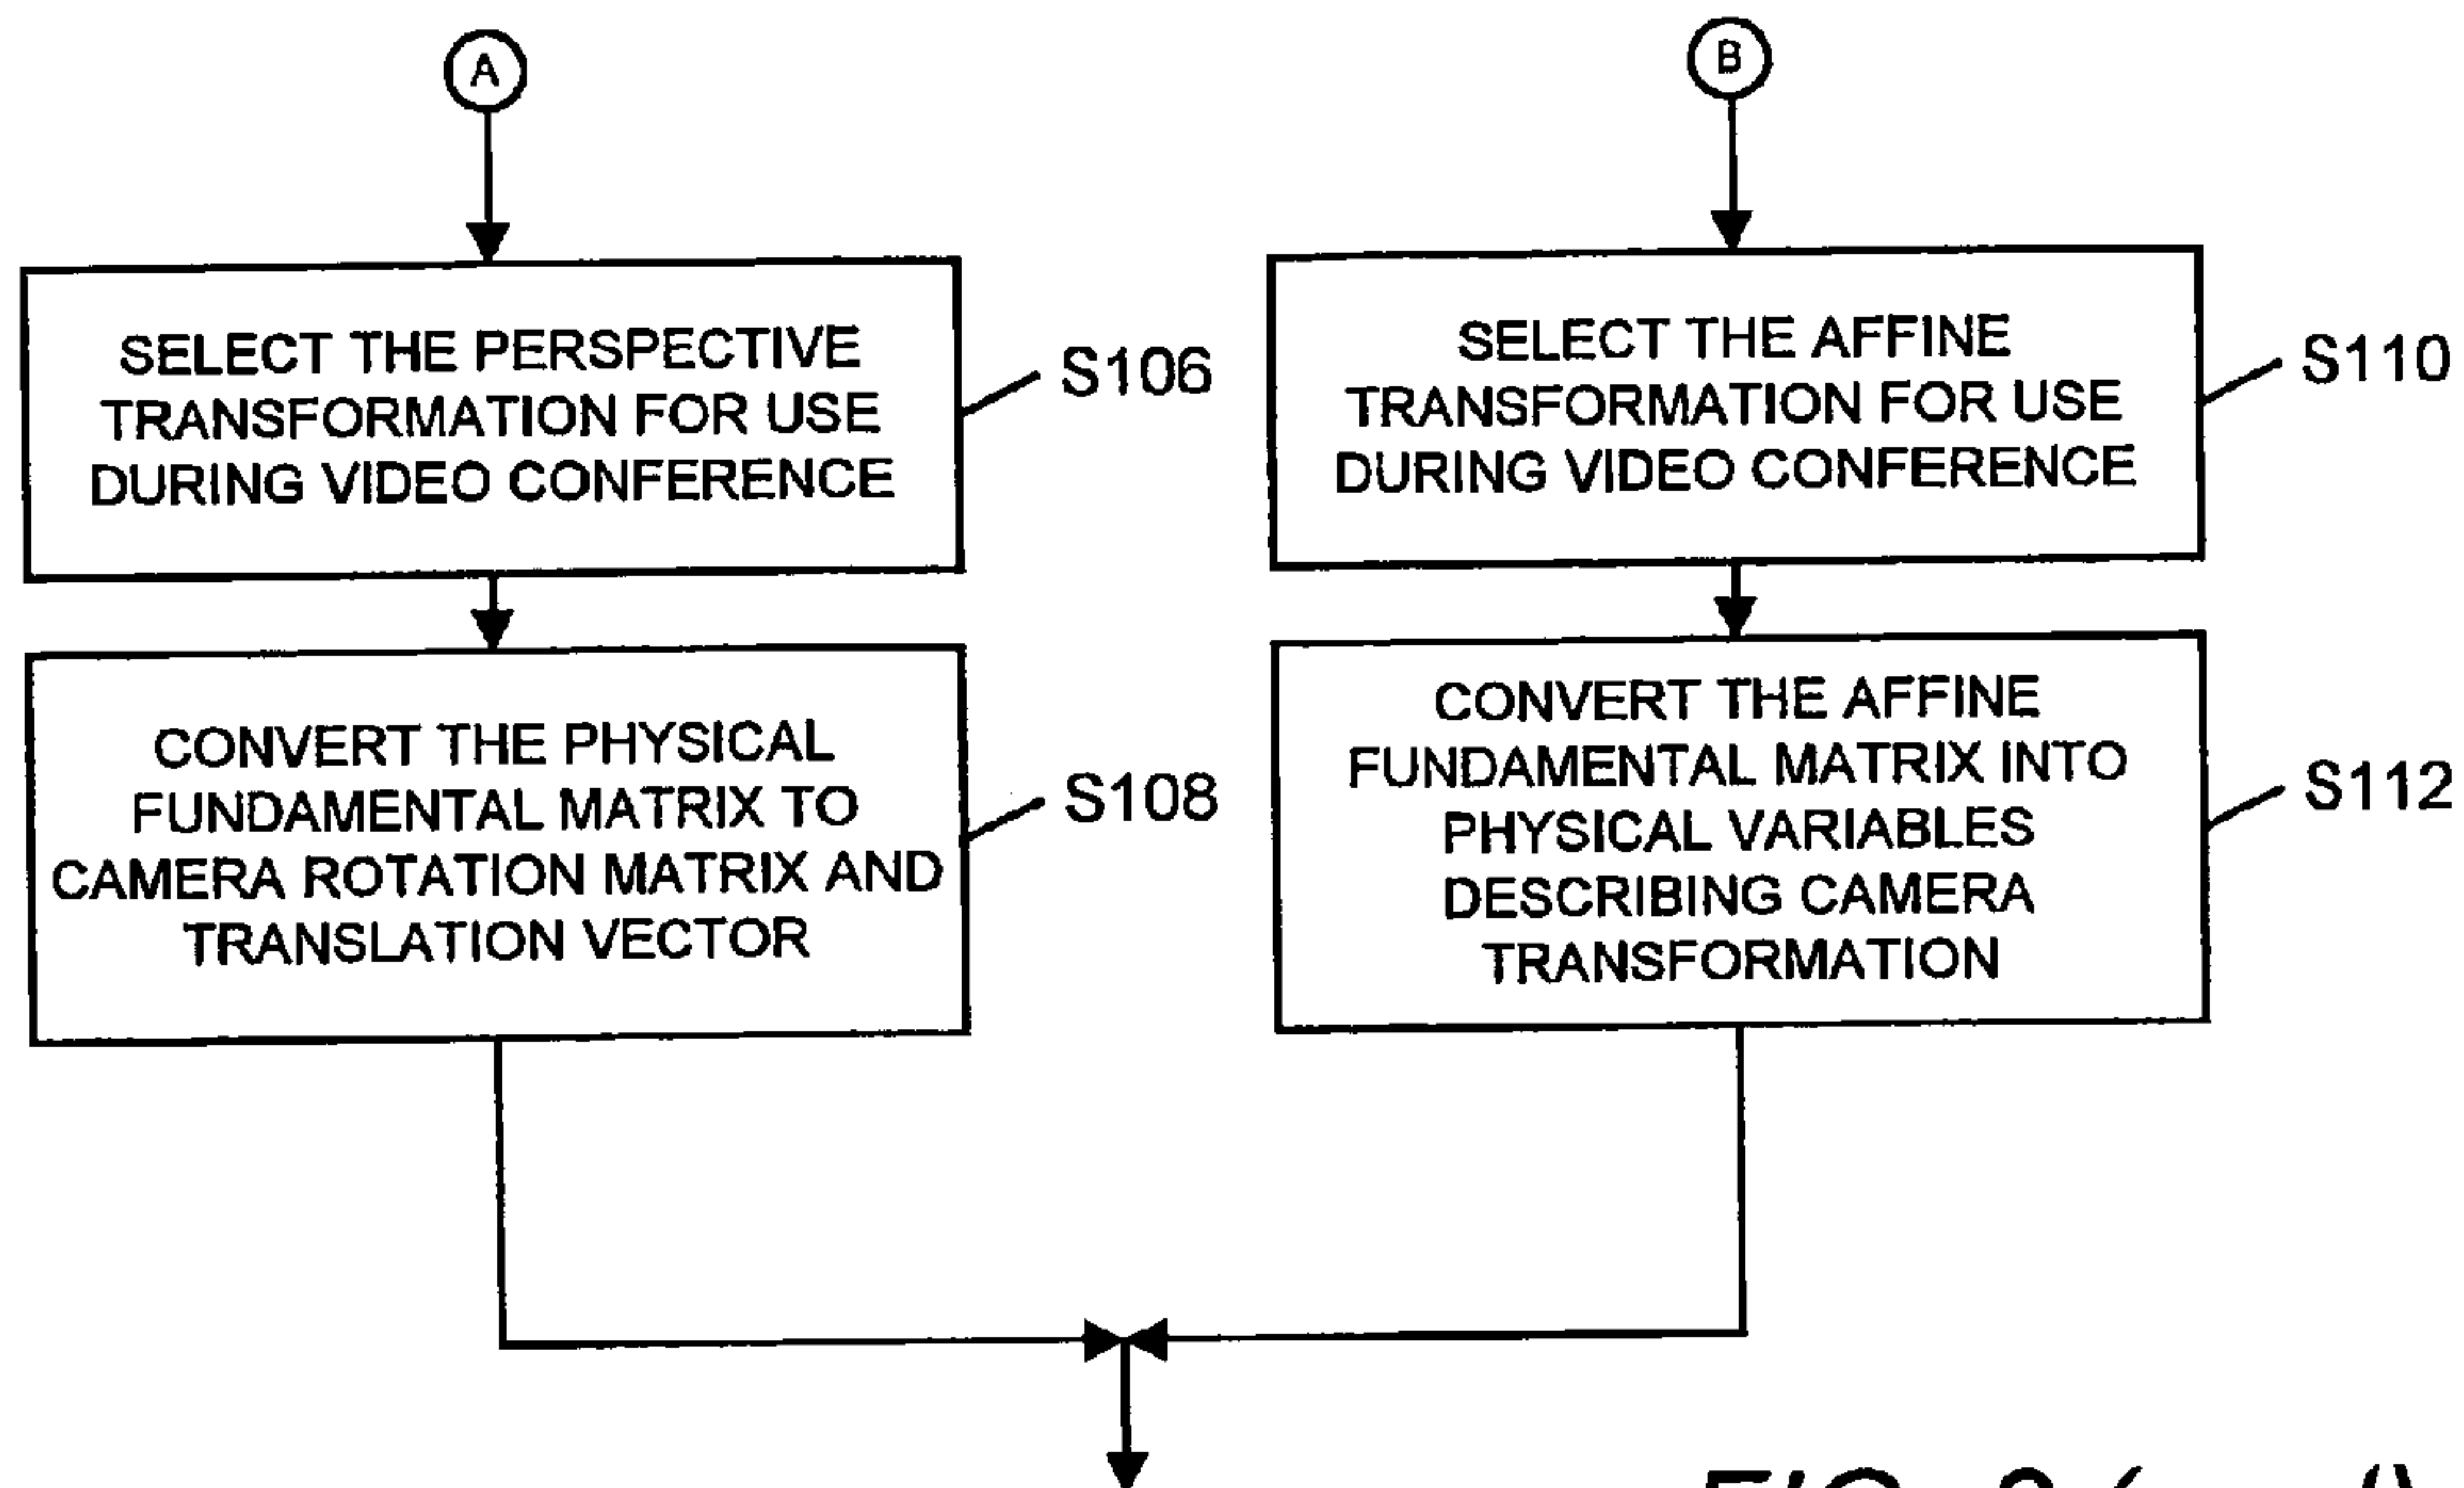 A
SELECT THE PERSPECTIVE
TRANSFORMATION FOR USE
DURING VIDEO CONFERENCE
S106
CONVERT THE PHYSICAL
FUNDAMENTAL MATRIX TO
CAMERA ROTATION MATRIX AND
TRANSLATION VECTOR
S108
B
SELECT THE AFFINE
TRANSFORMATION FOR USE
DURING VIDEO CONFERENCE
S110
CONVERT THE AFFINE
FUNDAMENTAL MATRIX INTO
PHYSICAL VARIABLES
DESCRIBING CAMERA
TRANSFORMATION
S112